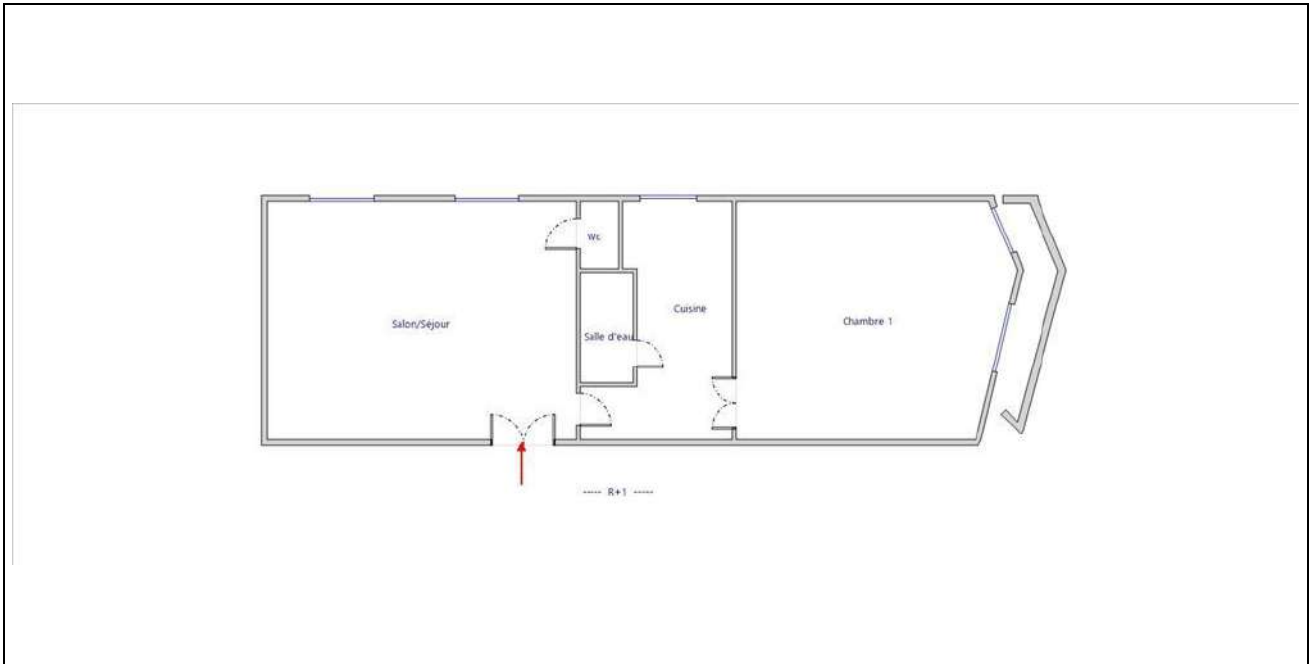 Wc
Cuisine
Chambre 1
Salon/Séjour
Salle d'eau
----- R+1 -----